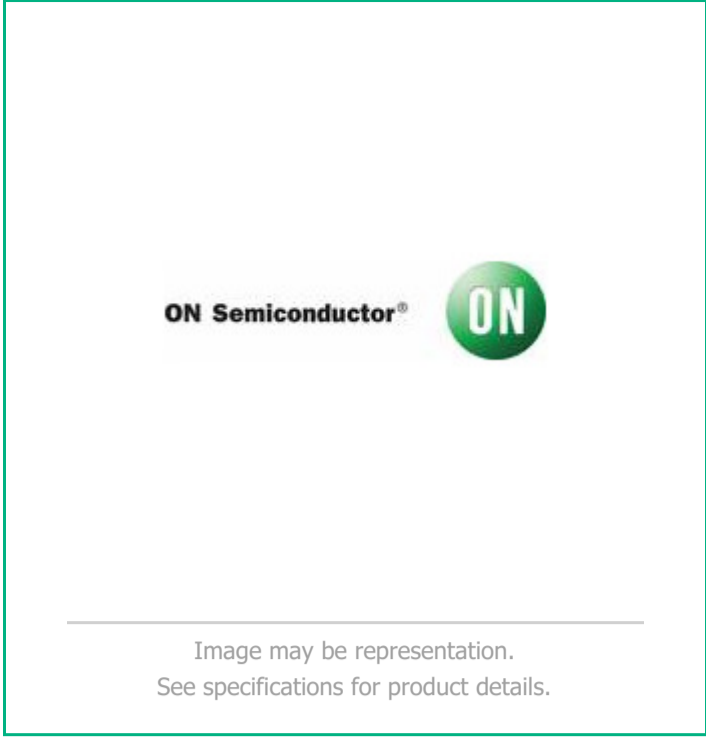 ON Semiconductor®
ON
Image may be representation.
See specifications for product details.